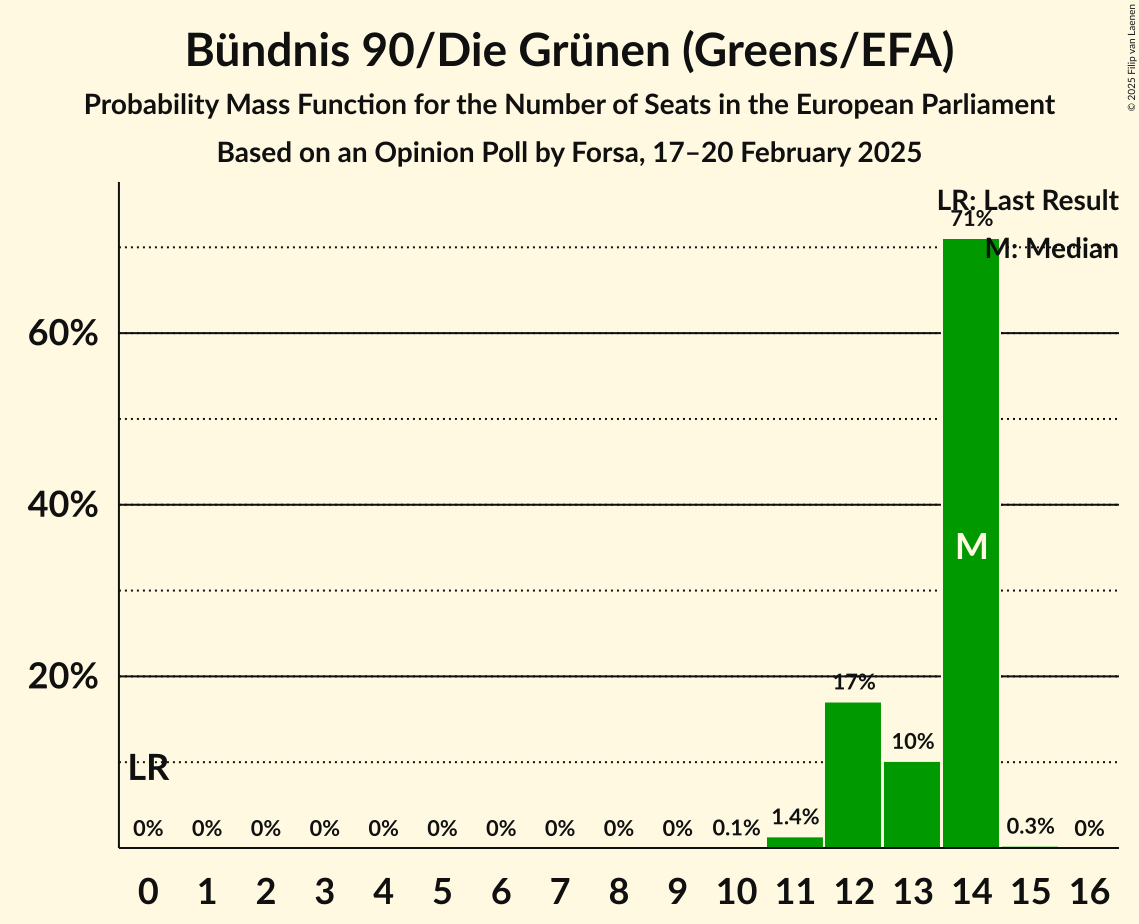 Bündnis 90/Die Grünen (Greens/EFA)
Probability Mass Function for the Number of Seats in the European Parliament
Based on an Opinion Poll by Forsa, 17–20 February 2025
© 2025 Filip van Laenen
LR: Last Result
M: Median
71%
60%
40%
M
20%
17%
10%
LR
0% 0% 0% 0% 0% 0% 0% 0% 0% 0% 0.1% 1.4% 0.3% 0%
0 1 2 3 4 5 6 7 8 9 10 11 12 13 14 15 16